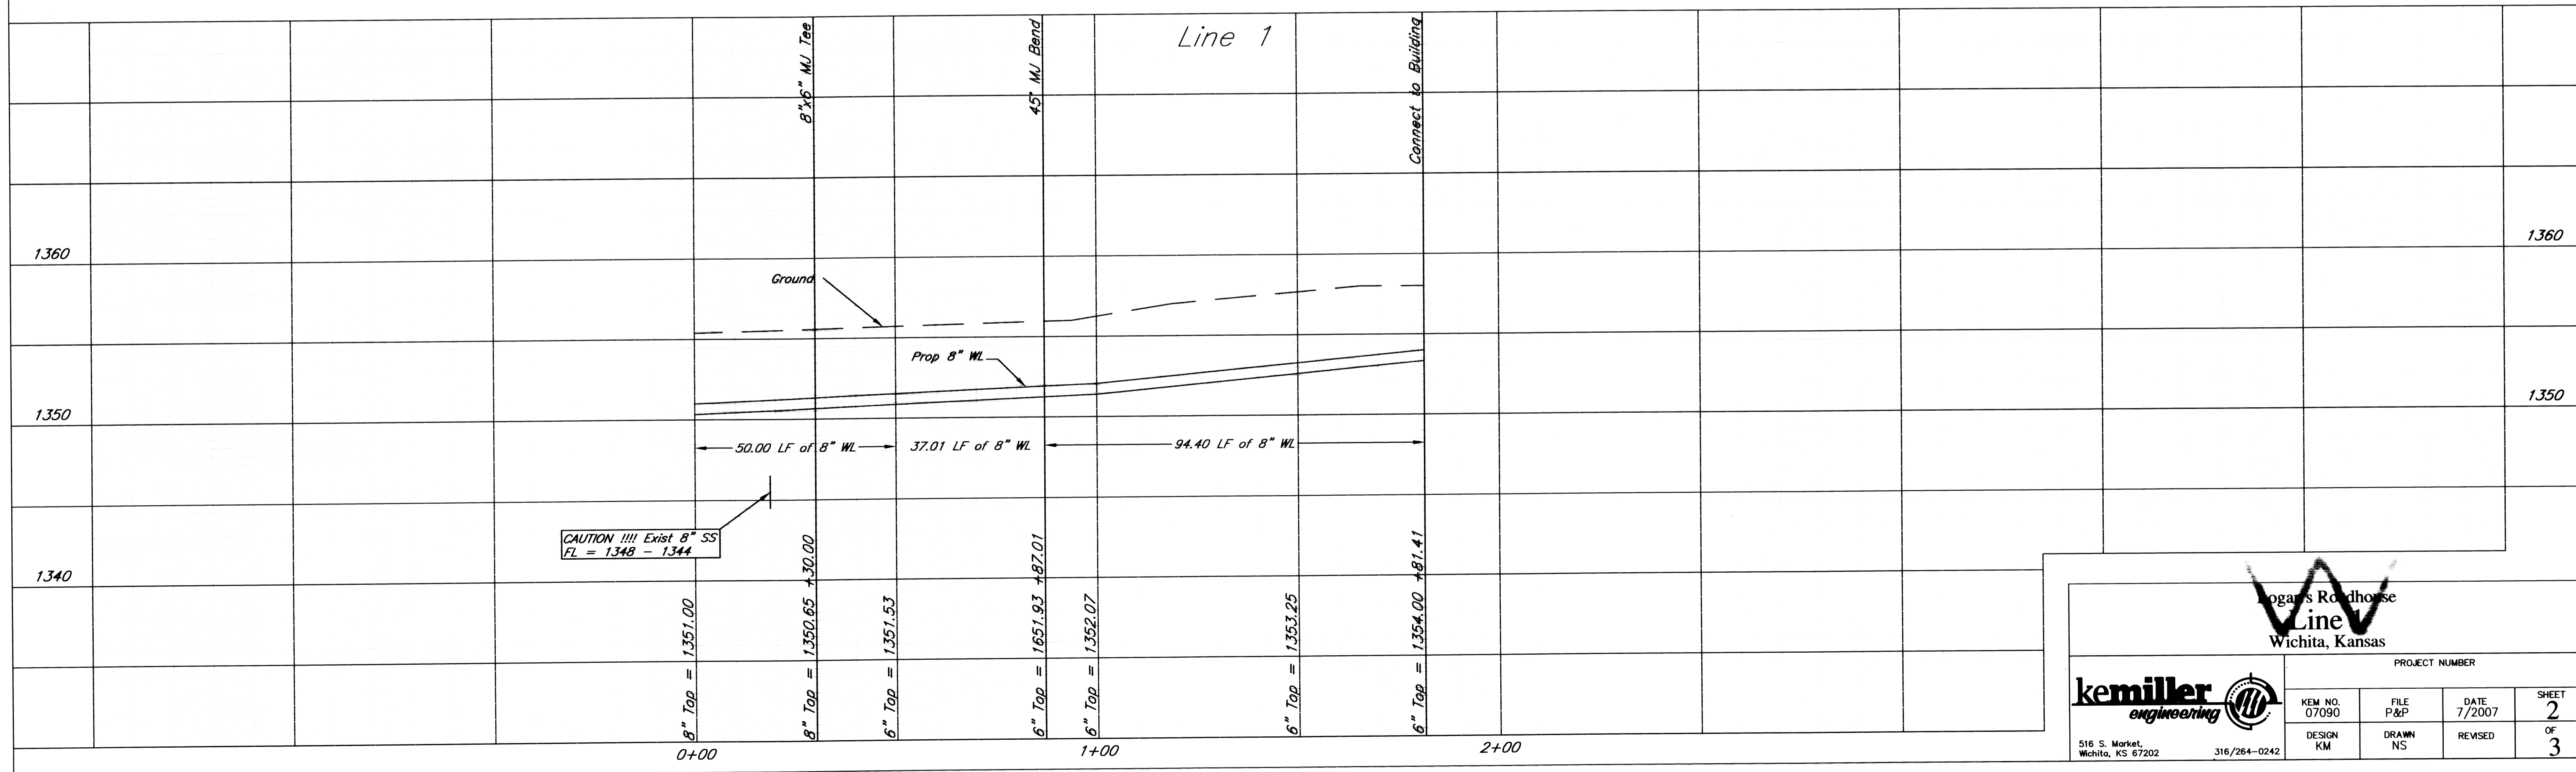 Line 1
8"x6" MJ Tee
45° MJ Bend
Connect to Building
1360
1360
Ground
Prop 8" WL
1350
1350
50.00 LF of 8" WL
37.01 LF of 8" WL
94.40 LF of 8" WL
CAUTION !!!! Exist 8" SS
FL = 1348 - 1344
1340
8" Top = 1351.00
8" Top = 1350.65 +30.00
6" Top = 1351.53
6" Top = 1651.93 +87.01
6" Top = 1352.07
6" Top = 1353.25
6" Top = 1354.00 +81.41
0+00
1+00
2+00
W
Logan's Roadhouse
Line 1
Wichita, Kansas
PROJECT NUMBER
kemiller
engineering
516 S. Market,
Wichita, KS 67202
316/264-0242
KEM NO.
07090
FILE
P&P
DATE
7/2007
SHEET
2
DESIGN
KM
DRAWN
NS
REVISED
OF
3